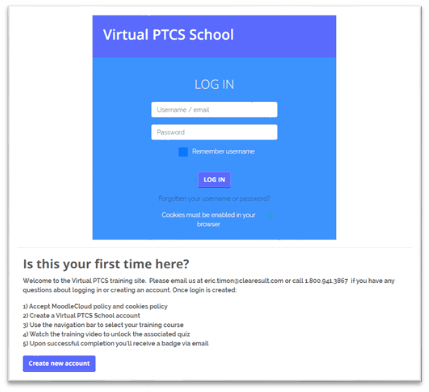 Virtual PTCS School
LOG IN
Username / email
Password
Remember username
LOG IN
Forgotten your username or password?
Cookies must be enabled in your
browser
Is this your first time here?
Welcome to the Virtual PTCS training site. Please email us at eric.timon@clearesult.com or call 1.800.941.3867 if you have any
questions about logging in or creating an account. Once login is created:
1) Accept MoodleCloud policy and cookies policy
2) Create a Virtual PTCS School account
3) Use the navigation bar to select your training course
4) Watch the training video to unlock the associated quiz
5) Upon successful completion you'll receive a badge via email
Create new account